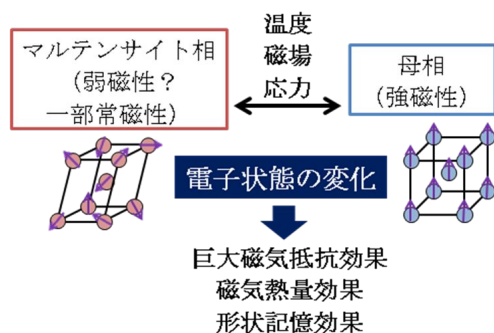 マルテンサイト相
(弱磁性？
一部常磁性)
温度
磁場
応力
母相
(強磁性)
電子状態の変化
巨大磁気抵抗効果
磁気熱量効果
形状記憶効果